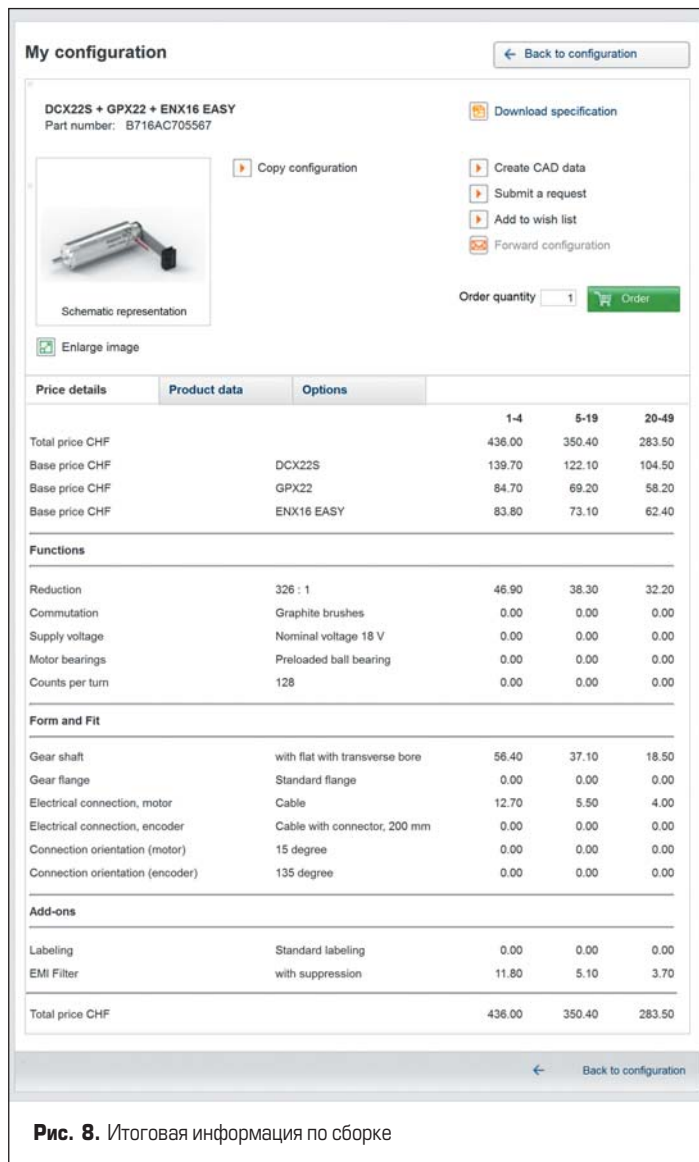 My configuration
← Back to configuration
DCX22S + GPX22 + ENX16 EASY
Part number: B716AC705567
Download specification
Copy configuration
Create CAD data
Submit a request
Add to wish list
Forward configuration
Schematic representation
Order quantity 1 Order
Enlarge image
Price details Product data Options
1-4 5-19 20-49
Total price CHF 436.00 350.40 283.50
Base price CHF DCX22S 139.70 122.10 104.50
Base price CHF GPX22 84.70 69.20 58.20
Base price CHF ENX16 EASY 83.80 73.10 62.40
Functions
Reduction 326 : 1 46.90 38.30 32.20
Commutation Graphite brushes 0.00 0.00 0.00
Supply voltage Nominal voltage 18 V 0.00 0.00 0.00
Motor bearings Preloaded ball bearing 0.00 0.00 0.00
Counts per turn 128 0.00 0.00 0.00
Form and Fit
Gear shaft with flat with transverse bore 56.40 37.10 18.50
Gear flange Standard flange 0.00 0.00 0.00
Electrical connection, motor Cable 12.70 5.50 4.00
Electrical connection, encoder Cable with connector, 200 mm 0.00 0.00 0.00
Connection orientation (motor) 15 degree 0.00 0.00 0.00
Connection orientation (encoder) 135 degree 0.00 0.00 0.00
Add-ons
Labeling Standard labeling 0.00 0.00 0.00
EMI Filter with suppression 11.80 5.10 3.70
Total price CHF 436.00 350.40 283.50
← Back to configuration
Рис. 8. Итоговая информация по сборке